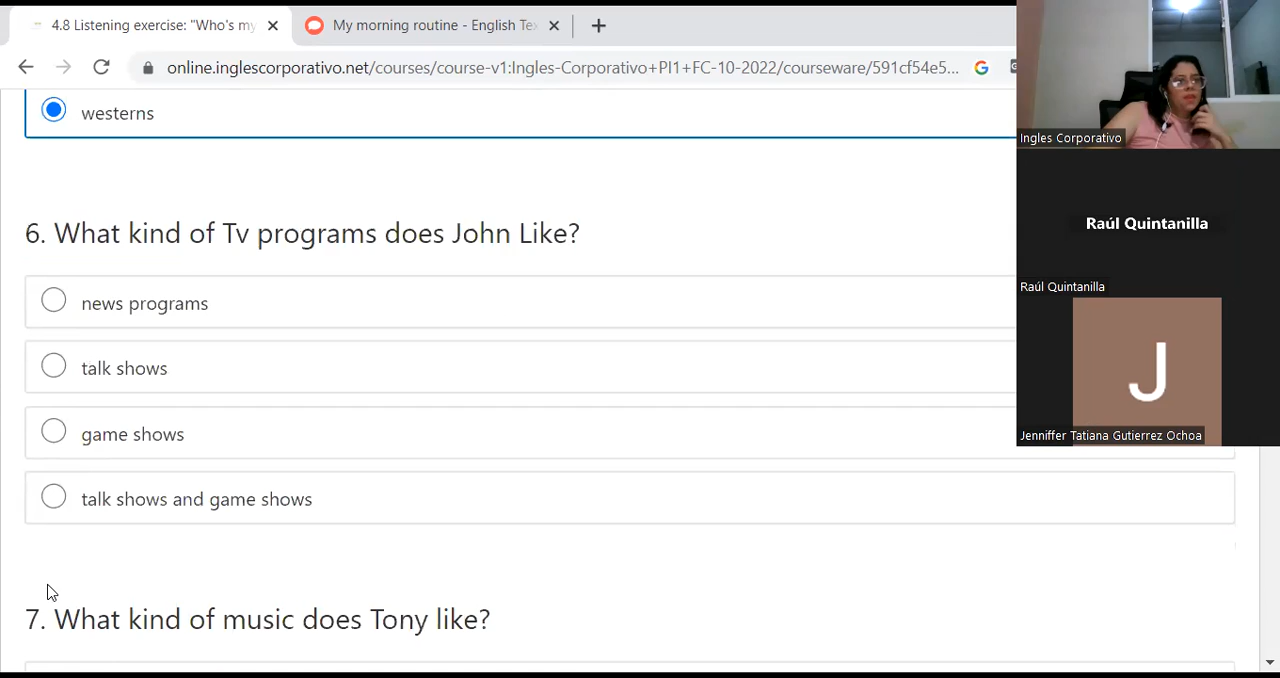 4.8 Listening exercise: "Who's my
My morning routine - English Te
online.inglescorporativo.net/courses/course-v1:Ingles-Corporativo+PI1+FC-10-2022/courseware/591cf54e5...
westerns
Ingles Corporativo
6. What kind of Tv programs does John Like?
Raúl Quintanilla
Raúl Quintanilla
news programs
talk shows
J
game shows
Jenniffer Tatiana Gutierrez Ochoa
talk shows and game shows
7. What kind of music does Tony like?